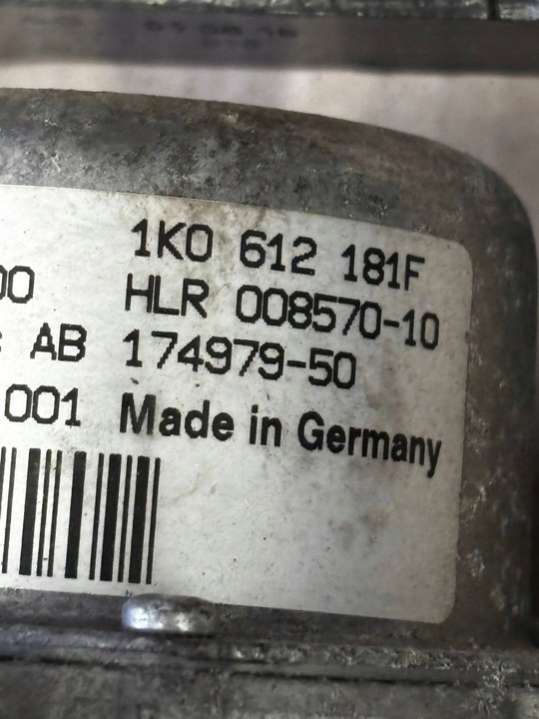 1K0 612 181F
00 HLR 008570-10
AB 174979-50
001 Made in Germany